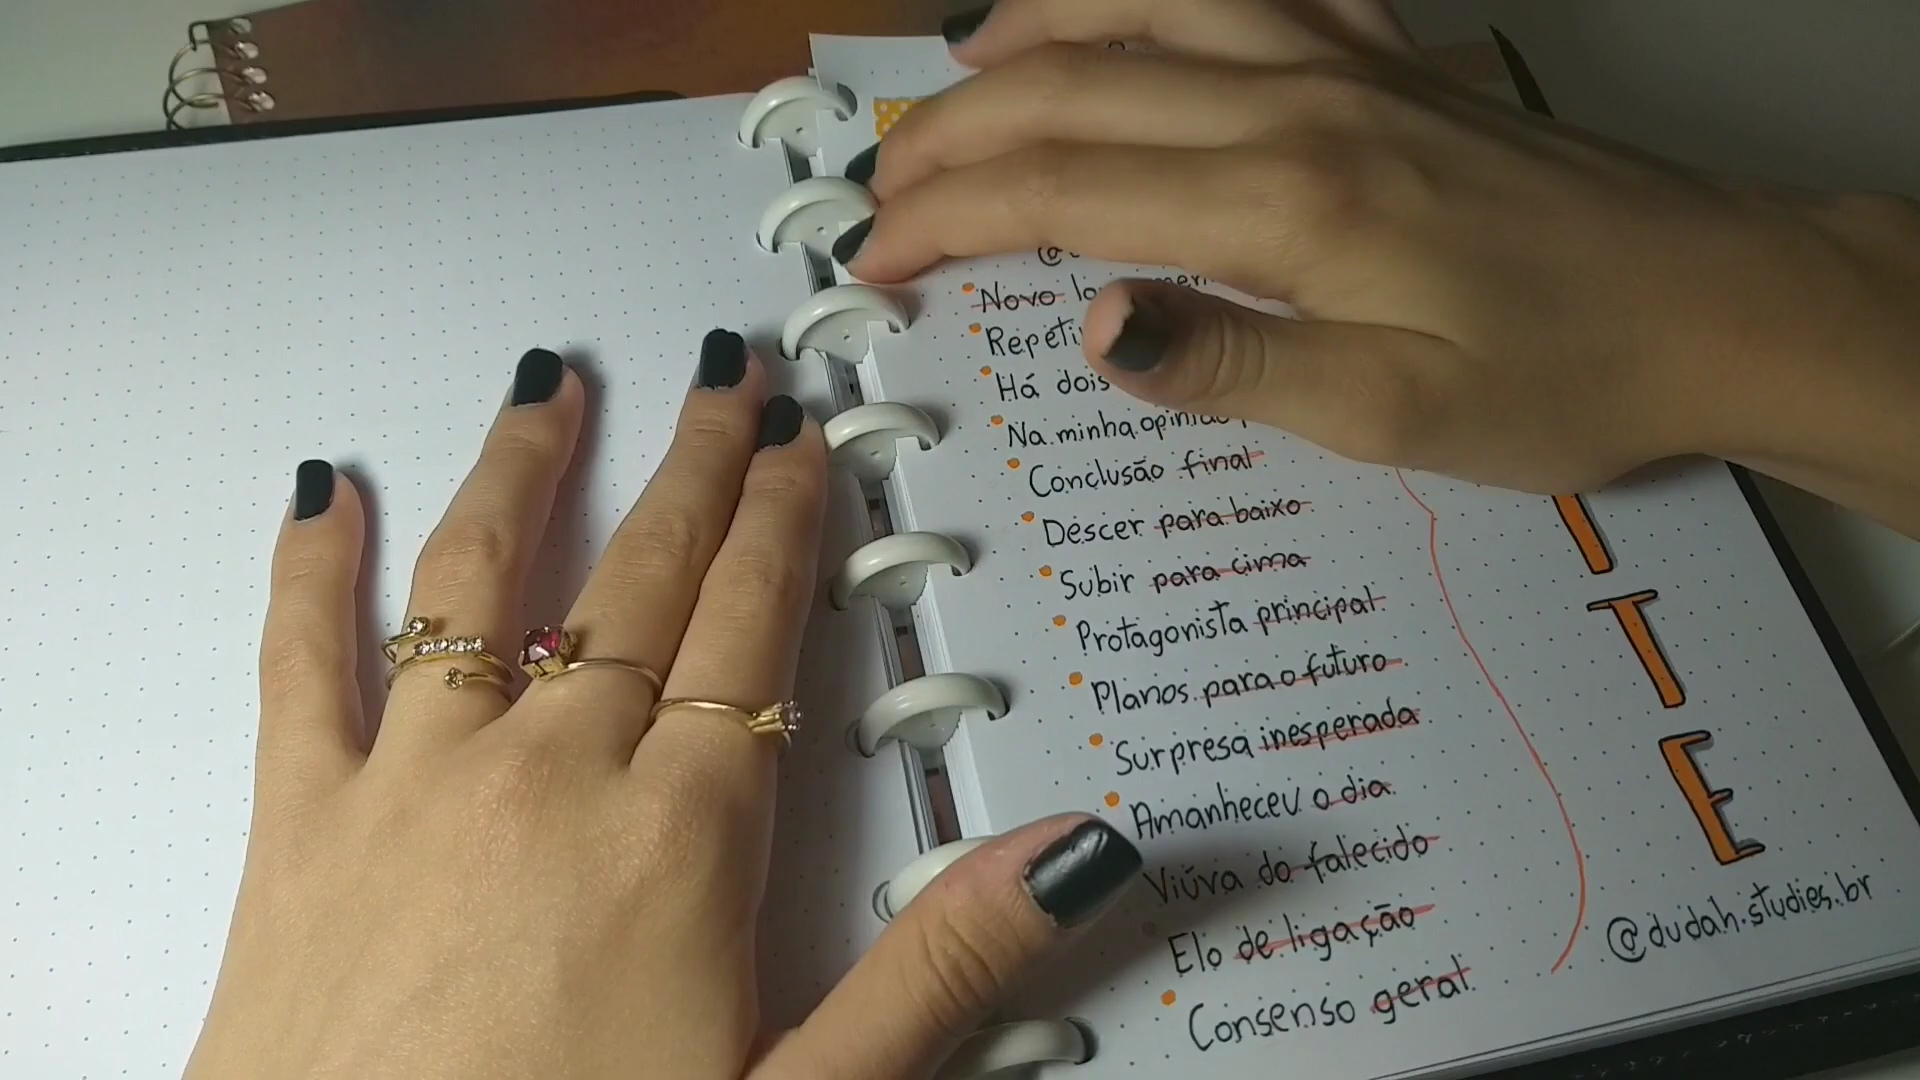 Novo
Há dois
Na minha opinião
Conclusão final
Descer para baixo
Subir para cima
Protagonista principal
Planos para o futuro
Surpresa inesperada
Amanheceu o dia
Viúva do falecido
Elo de ligação
Consenso geral
T
T
E
@dudah.studies.br